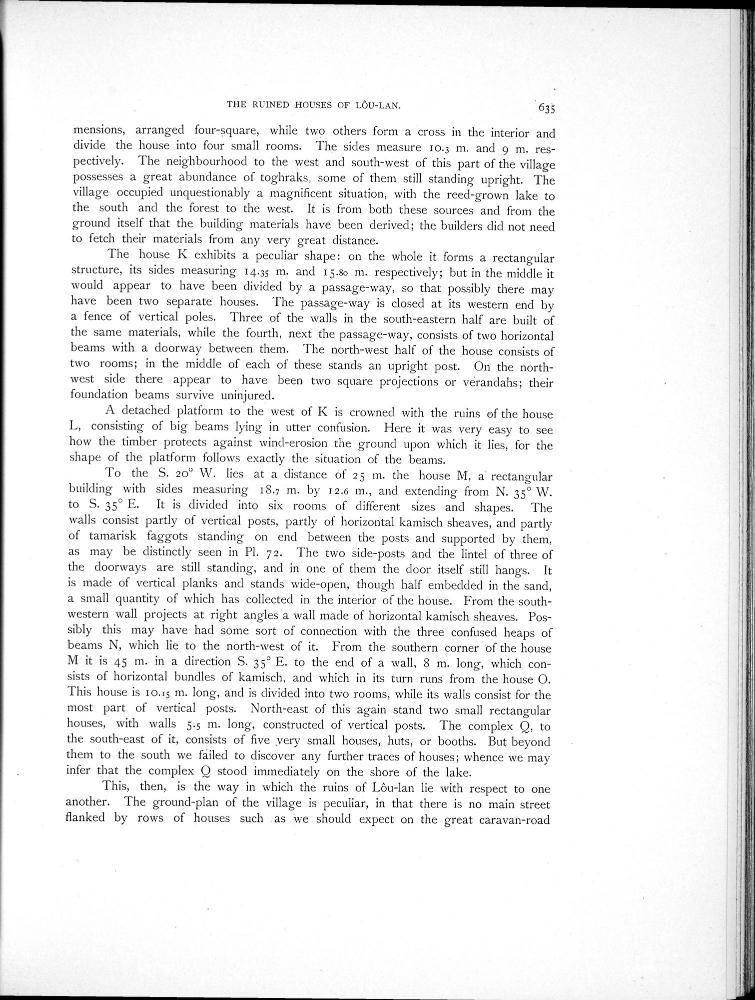 THE RUINED HOUSES OF LÔU-LAN.
635
mensions, arranged four-square, while two others form a cross in the interior and
divide the house into four small rooms. The sides measure 10.3 m. and 9 m. res-
pectively. The neighbourhood to the west and south-west of this part of the village
possesses a great abundance of toghraks, some of them still standing upright. The
village occupied unquestionably a magnificent situation, with the reed-grown lake to
the south and the forest to the west. It is from both these sources and from the
ground itself that the building materials have been derived; the builders did not need
to fetch their materials from any very great distance.
The house K exhibits a peculiar shape: on the whole it forms a rectangular
structure, its sides measuring 14.35 m. and 15.80 m. respectively; but in the middle it
would appear to have been divided by a passage-way, so that possibly there may
have been two separate houses. The passage-way is closed at its western end by
a fence of vertical poles. Three of the walls in the south-eastern half are built of
the same materials, while the fourth, next the passage-way, consists of two horizontal
beams with a doorway between them. The north-west half of the house consists of
two rooms; in the middle of each of these stands an upright post. On the north-
west side there appear to have been two square projections or verandahs; their
foundation beams survive uninjured.
A detached platform to the west of K is crowned with the ruins of the house
L, consisting of big beams lying in utter confusion. Here it was very easy to see
how the timber protects against wind-erosion the ground upon which it lies, for the
shape of the platform follows exactly the situation of the beams.
To the S. 20° W. lies at a distance of 25 m. the house M, a rectangular
building with sides measuring 18.7 m. by 12.6 m., and extending from N. 35° W.
to S. 35° E. It is divided into six rooms of different sizes and shapes. The
walls consist partly of vertical posts, partly of horizontal kamisch sheaves, and partly
of tamarisk faggots standing on end between the posts and supported by them,
as may be distinctly seen in Pl. 72. The two side-posts and the lintel of three of
the doorways are still standing, and in one of them the door itself still hangs. It
is made of vertical planks and stands wide-open, though half embedded in the sand,
a small quantity of which has collected in the interior of the house. From the south-
western wall projects at right angles a wall made of horizontal kamisch sheaves. Pos-
sibly this may have had some sort of connection with the three confused heaps of
beams N, which lie to the north-west of it. From the southern corner of the house
M it is 45 m. in a direction S. 35° E. to the end of a wall, 8 m. long, which con-
sists of horizontal bundles of kamisch, and which in its turn runs from the house O.
This house is 10.15 m. long, and is divided into two rooms, while its walls consist for the
most part of vertical posts. North-east of this again stand two small rectangular
houses, with walls 5.5 m. long, constructed of vertical posts. The complex Q, to
the south-east of it, consists of five very small houses, huts, or booths. But beyond
them to the south we failed to discover any further traces of houses; whence we may
infer that the complex Q stood immediately on the shore of the lake.
This, then, is the way in which the ruins of Lôu-lan lie with respect to one
another. The ground-plan of the village is peculiar, in that there is no main street
flanked by rows of houses such as we should expect on the great caravan-road